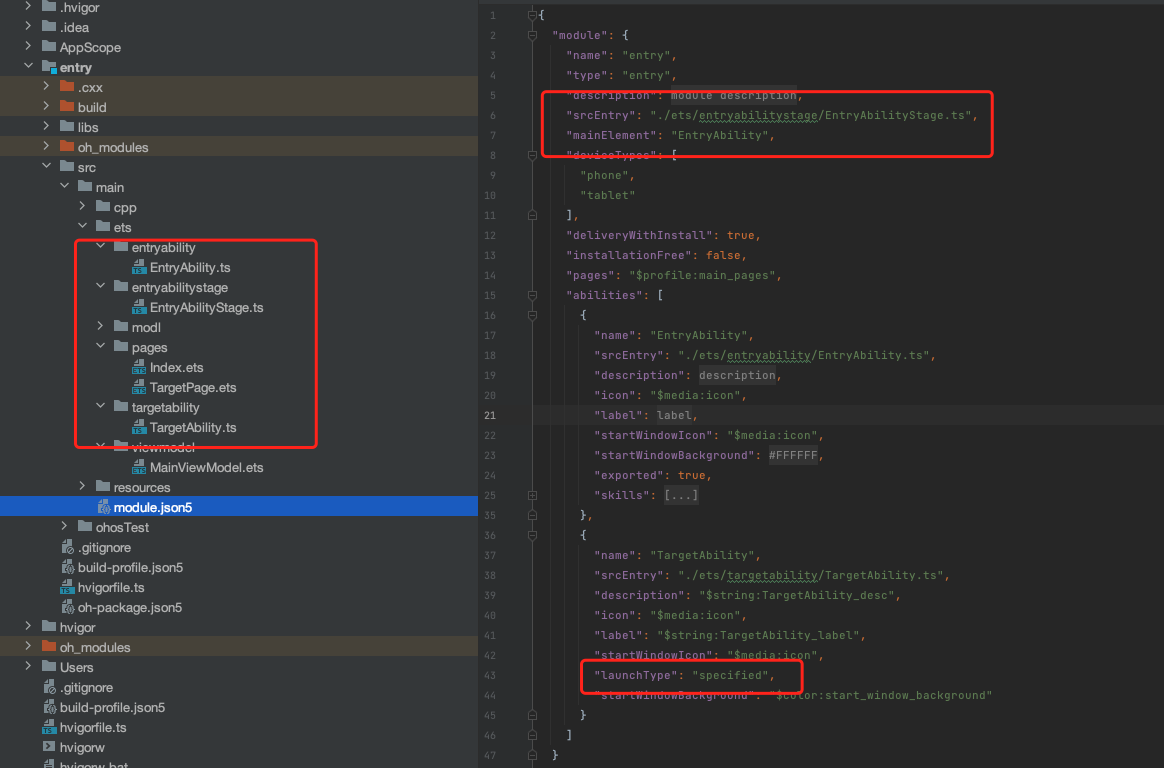 .hvigor
.idea
AppScope
entry
.cxx
build
libs
oh_modules
src
main
cpp
ets
entryability
EntryAbility.ts
entryabilitystage
EntryAbilityStage.ts
modl
pages
Index.ets
TargetPage.ets
targetability
TargetAbility.ts
viewmodel
MainViewModel.ets
resources
module.json5
ohosTest
.gitignore
build-profile.json5
hvigorfile.ts
oh-package.json5
hvigor
oh_modules
Users
.gitignore
build-profile.json5
hvigorfile.ts
hvigorw
hvigorw.bat
1 {
2 "module": {
3 "name": "entry",
4 "type": "entry",
5 "description": module description,
6 "srcEntry": "./ets/entryabilitystage/EntryAbilityStage.ts",
7 "mainElement": "EntryAbility",
8 "deviceTypes": [
9 "phone",
10 "tablet"
11 ],
12 "deliveryWithInstall": true,
13 "installationFree": false,
14 "pages": "$profile:main_pages",
15 "abilities": [
16 {
17 "name": "EntryAbility",
18 "srcEntry": "./ets/entryability/EntryAbility.ts",
19 "description": description,
20 "icon": "$media:icon",
21 "label": label,
22 "startWindowIcon": "$media:icon",
23 "startWindowBackground": #FFFFFF,
24 "exported": true,
25 "skills": [...]
35 },
36 {
37 "name": "TargetAbility",
38 "srcEntry": "./ets/targetability/TargetAbility.ts",
39 "description": "$string:TargetAbility_desc",
40 "icon": "$media:icon",
41 "label": "$string:TargetAbility_label",
42 "startWindowIcon": "$media:icon",
43 "launchType": "specified",
44 "startWindowBackground": "$color:start_window_background"
45 }
46 ]
47 }